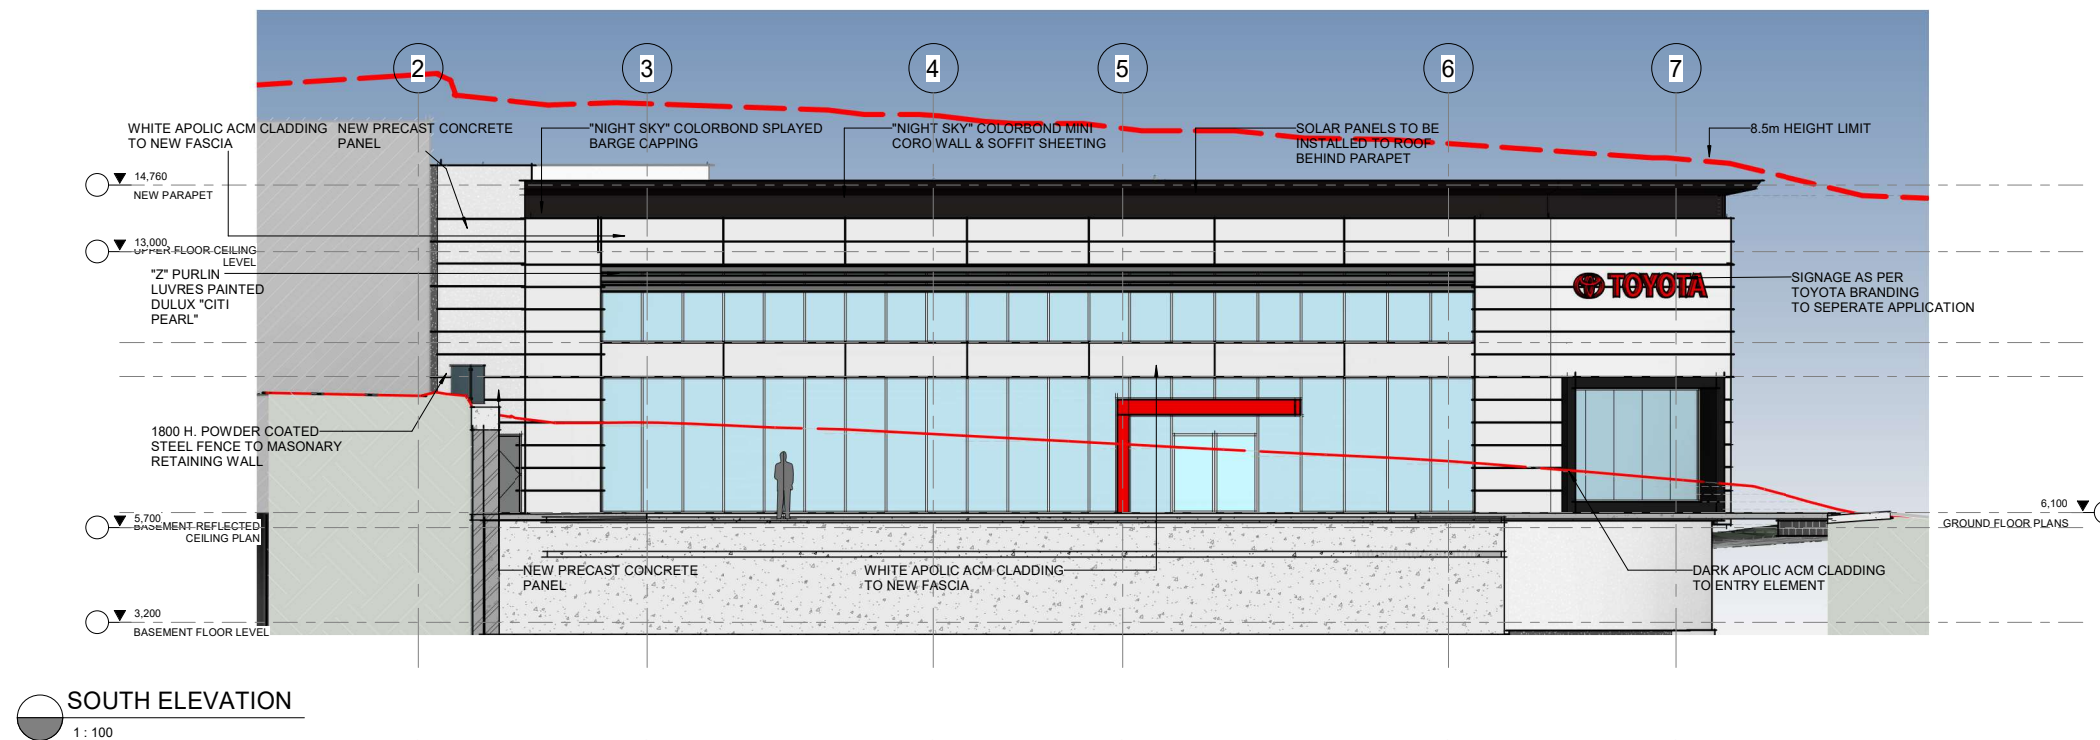 2
3
4
5
6
7
WHITE APOLIC ACM CLADDING
TO NEW FASCIA
NEW PRECAST CONCRETE
PANEL
"NIGHT SKY" COLORBOND SPLAYED
BARGE CAPPING
"NIGHT SKY" COLORBOND MINI
CORO WALL & SOFFIT SHEETING
SOLAR PANELS TO BE
INSTALLED TO ROOF
BEHIND PARAPET
8.5m HEIGHT LIMIT
14,760
NEW PARAPET
13,000
UPPER FLOOR CEILING
LEVEL
"Z" PURLIN
LUVRES PAINTED
DULUX "CITI
PEARL"
TOYOTA
SIGNAGE AS PER
TOYOTA BRANDING
TO SEPERATE APPLICATION
1800 H. POWDER COATED
STEEL FENCE TO MASONARY
RETAINING WALL
5,700
BASEMENT REFLECTED
CEILING PLAN
6,100
GROUND FLOOR PLANS
NEW PRECAST CONCRETE
PANEL
WHITE APOLIC ACM CLADDING
TO NEW FASCIA
DARK APOLIC ACM CLADDING
TO ENTRY ELEMENT
3,200
BASEMENT FLOOR LEVEL
SOUTH ELEVATION
1 : 100